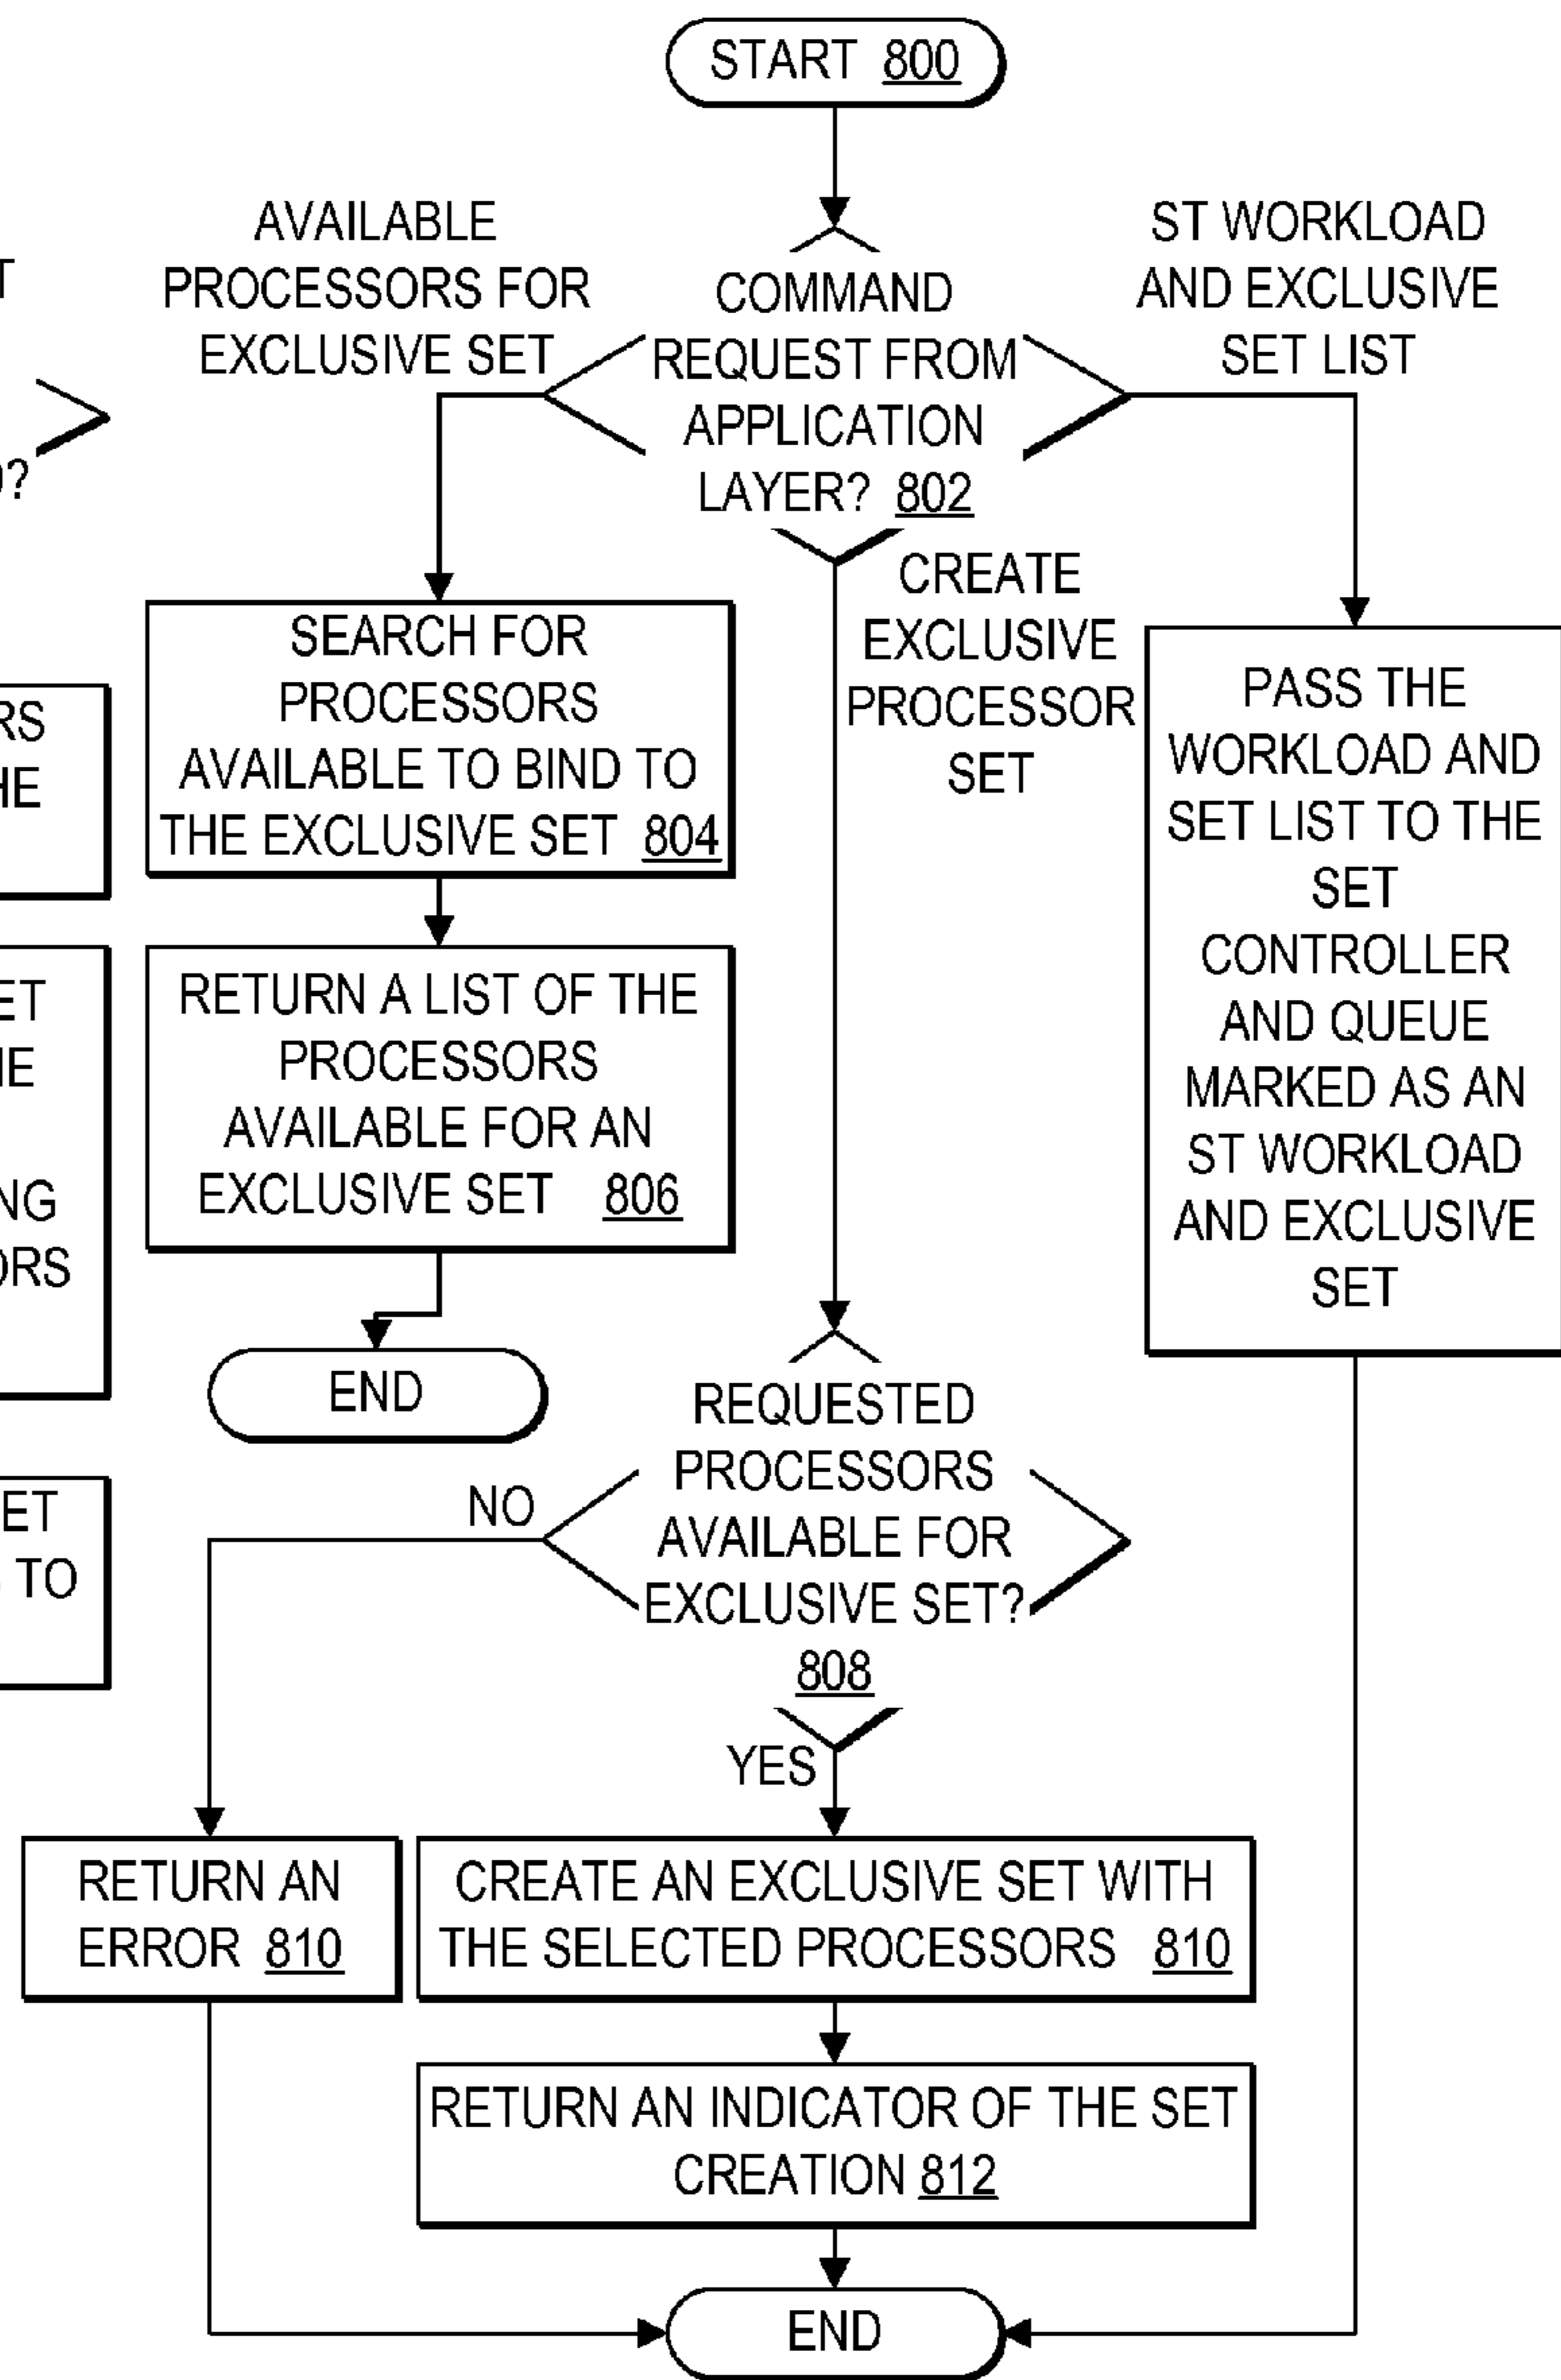 START 800
AVAILABLE
PROCESSORS FOR
EXCLUSIVE SET
COMMAND
REQUEST FROM
APPLICATION
LAYER? 802
ST WORKLOAD
AND EXCLUSIVE
SET LIST
SEARCH FOR
PROCESSORS
AVAILABLE TO BIND TO
THE EXCLUSIVE SET 804
CREATE
EXCLUSIVE
PROCESSOR
SET
PASS THE
WORKLOAD AND
SET LIST TO THE
SET
CONTROLLER
AND QUEUE
MARKED AS AN
ST WORKLOAD
AND EXCLUSIVE
SET
RETURN A LIST OF THE
PROCESSORS
AVAILABLE FOR AN
EXCLUSIVE SET 806
END
REQUESTED
PROCESSORS
AVAILABLE FOR
EXCLUSIVE SET?
808
NO
YES
TO
RETURN AN
ERROR 810
CREATE AN EXCLUSIVE SET WITH
THE SELECTED PROCESSORS 810
RETURN AN INDICATOR OF THE SET
CREATION 812
END